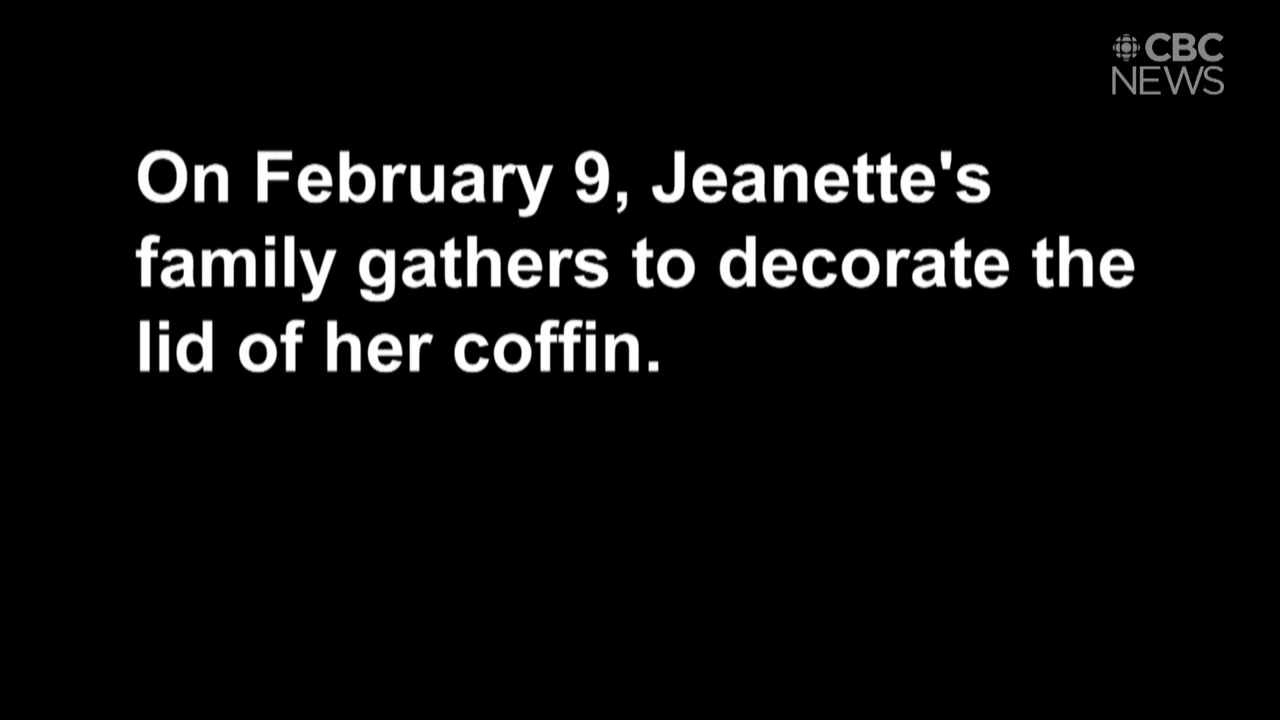 CBC
NEWS
On February 9, Jeanette's
family gathers to decorate the
lid of her coffin.